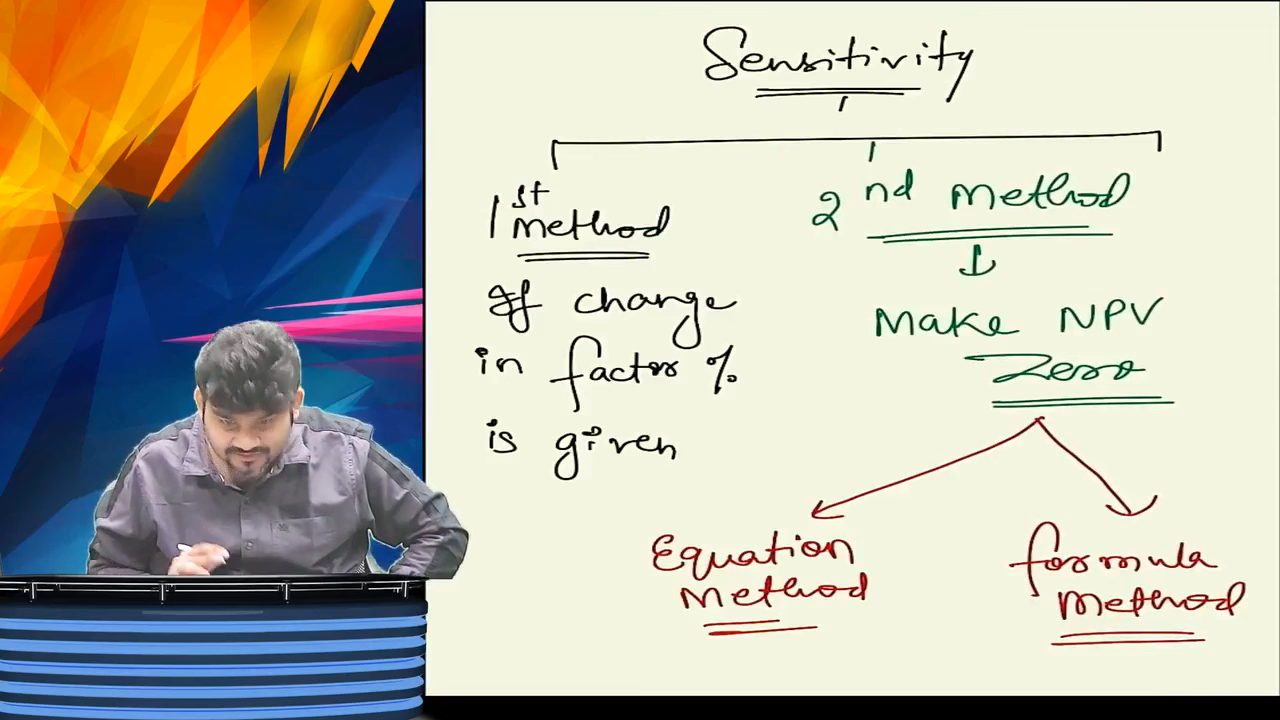 Sensitivity
1st method
If change
in factor %
is given
2nd Method
Make NPV
Zero
Equation
Method
formula
Method